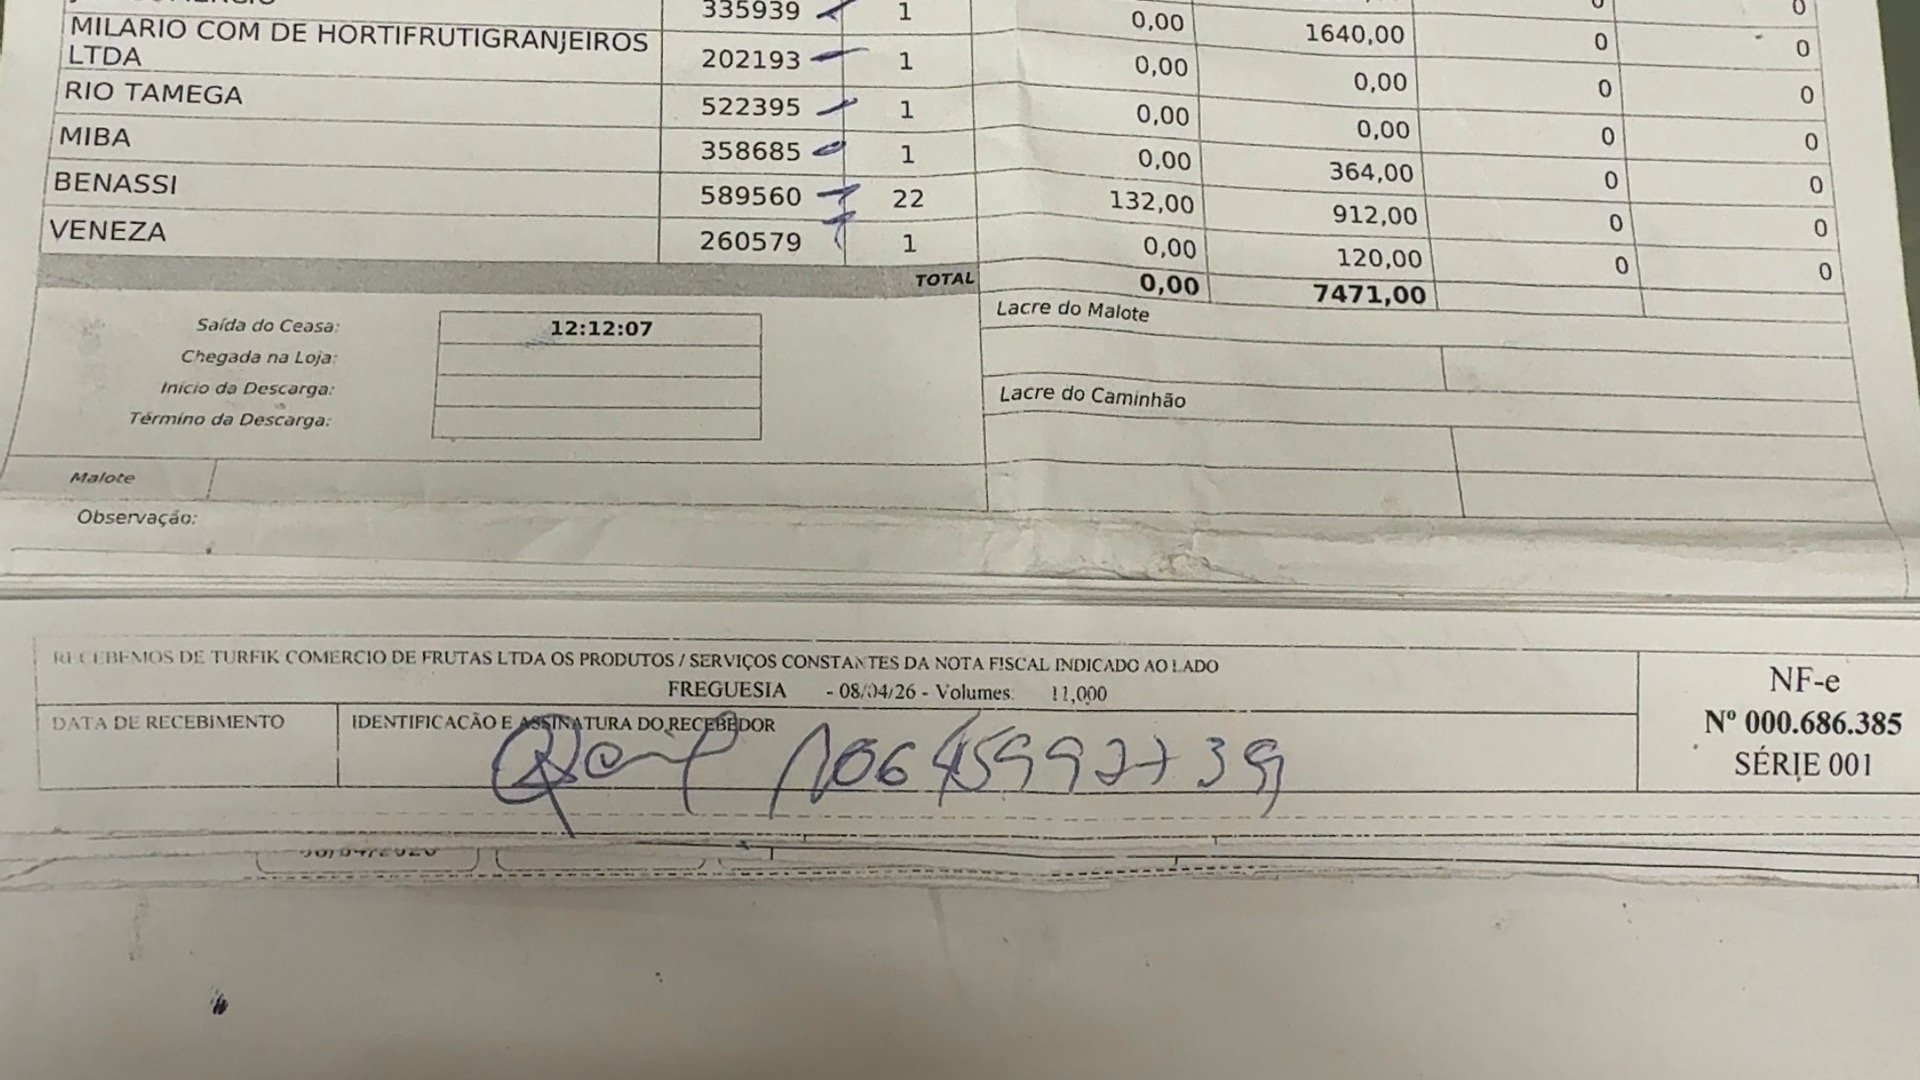 335939 1 0,00 1640,00 0 0
MILARIO COM DE HORTIFRUTIGRANJEIROS
LTDA 202193 1 0,00 0,00 0 0
RIO TAMEGA 522395 1 0,00 0,00 0 0
MIBA 358685 1 0,00 364,00 0 0
BENASSI 589560 22 132,00 912,00 0 0
VENEZA 260579 1 0,00 120,00 0 0
TOTAL 0,00 7471,00
Saída do Ceasa: 12:12:07
Chegada na Loja:
Início da Descarga:
Término da Descarga:
Lacre do Malote
Lacre do Caminhão
Malote
Observação:
RECEBEMOS DE TURFIK COMERCIO DE FRUTAS LTDA OS PRODUTOS / SERVIÇOS CONSTANTES DA NOTA FISCAL INDICADO AO LADO
FREGUESIA - 08/04/26 - Volumes: 11,000
DATA DE RECEBIMENTO
IDENTIFICAÇÃO E ASSINATURA DO RECEBEDOR
NF-e
Nº 000.686.385
SÉRIE 001